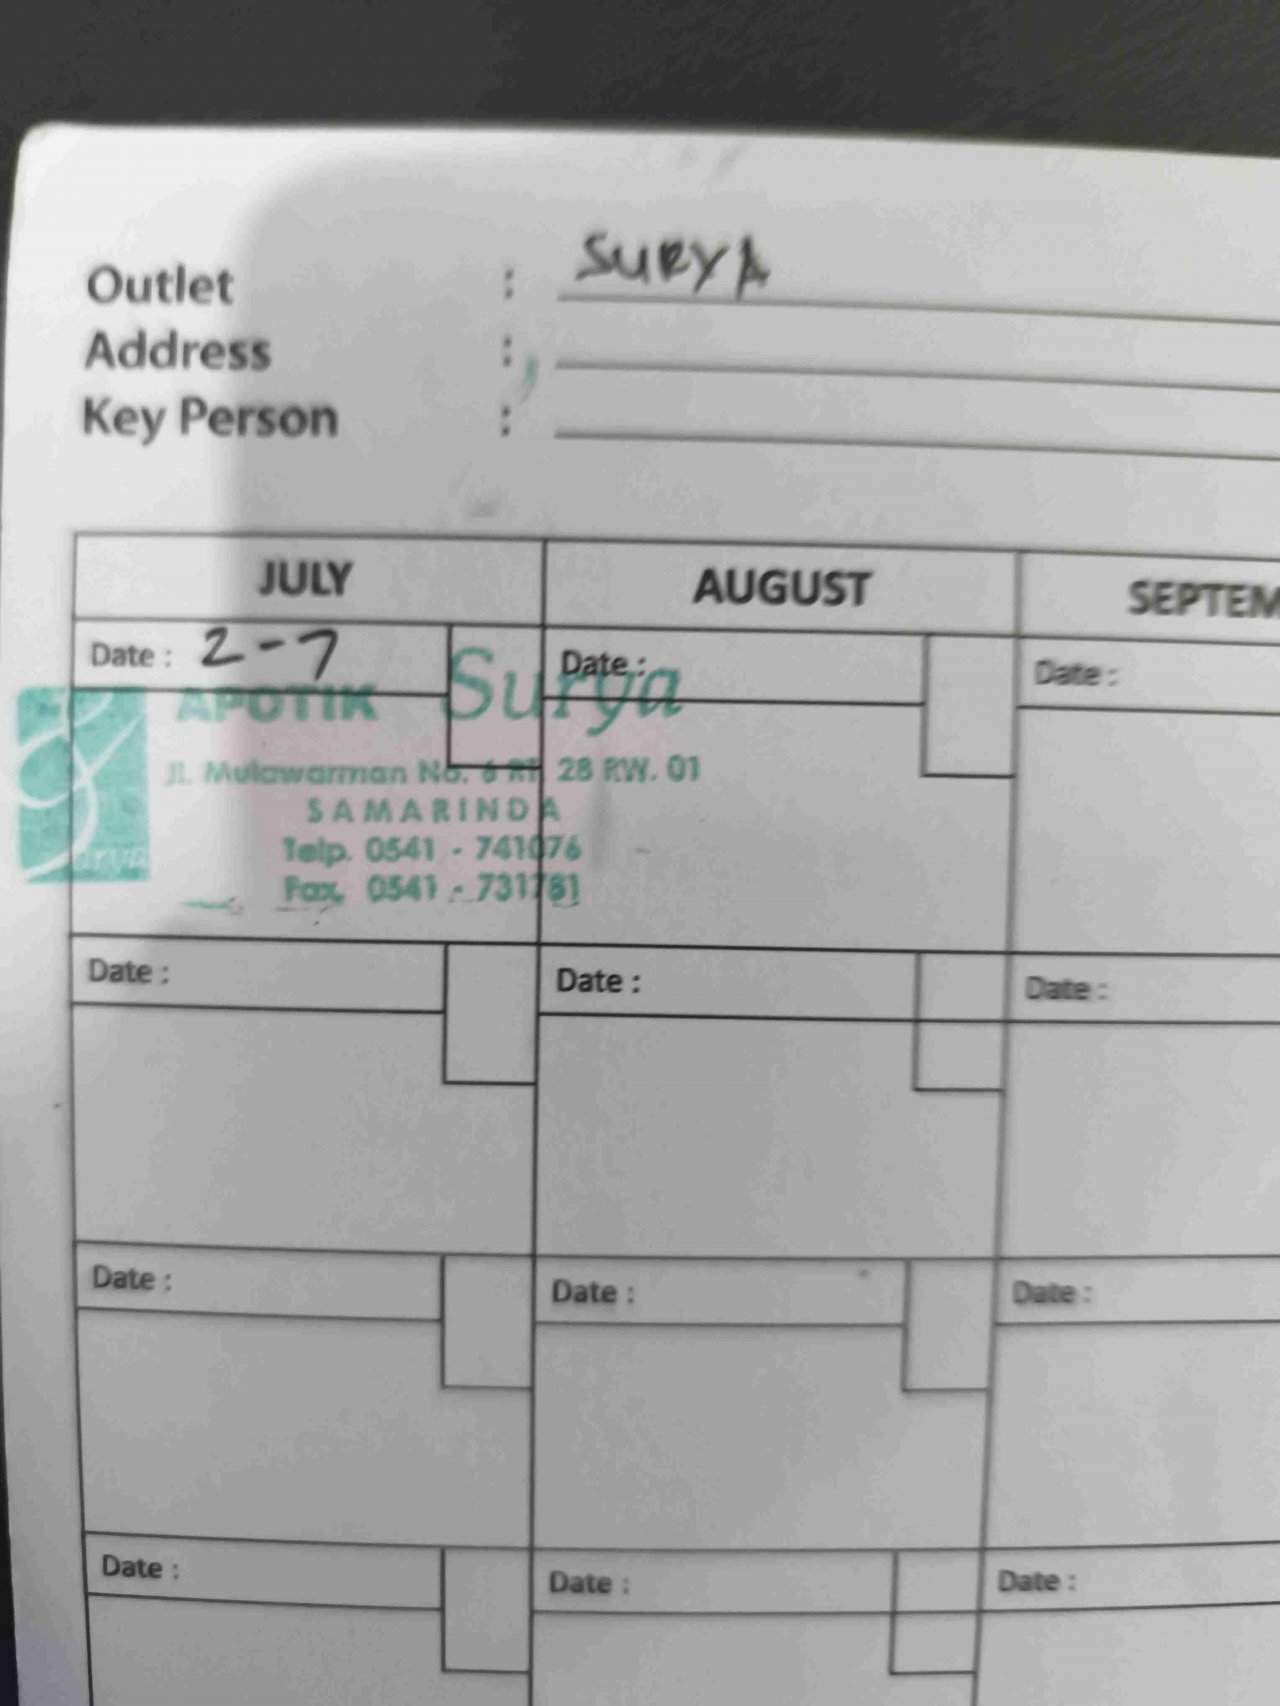 Outlet : SURYA
Address :
Key Person :
JULY AUGUST SEPTEM
Date : 2-7 Date : Date :
APOTIK Surya
Jl. Mulawarman No. 6 RT. 28 RW. 01
SAMARINDA
Telp. 0541 - 741076
Fax. 0541 - 731781
Surya
Date : Date : Date :
Date : Date : Date :
Date : Date : Date :